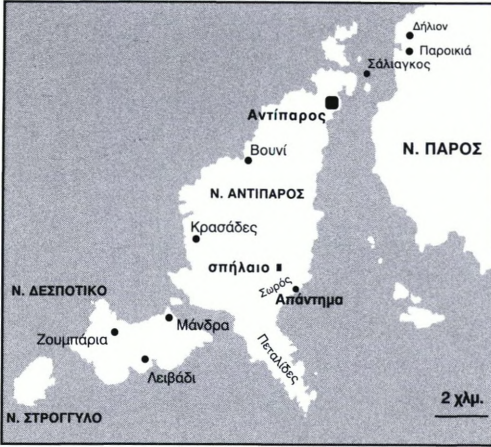 Δήλιον
Παροικιά
Σάλιαγκος
Αντίπαρος
Ν. ΠΑΡΟΣ
Βουνί
Ν. ΑΝΤΙΠΑΡΟΣ
Κρασάδες
σπήλαιο
Σωρός
Απάντημα
Ν. ΔΕΣΠΟΤΙΚΟ
Μάνδρα
Ζουμπάρια
Πεταλίδες
Λειβάδι
2 χλμ.
Ν. ΣΤΡΟΓΓΥΛΟ